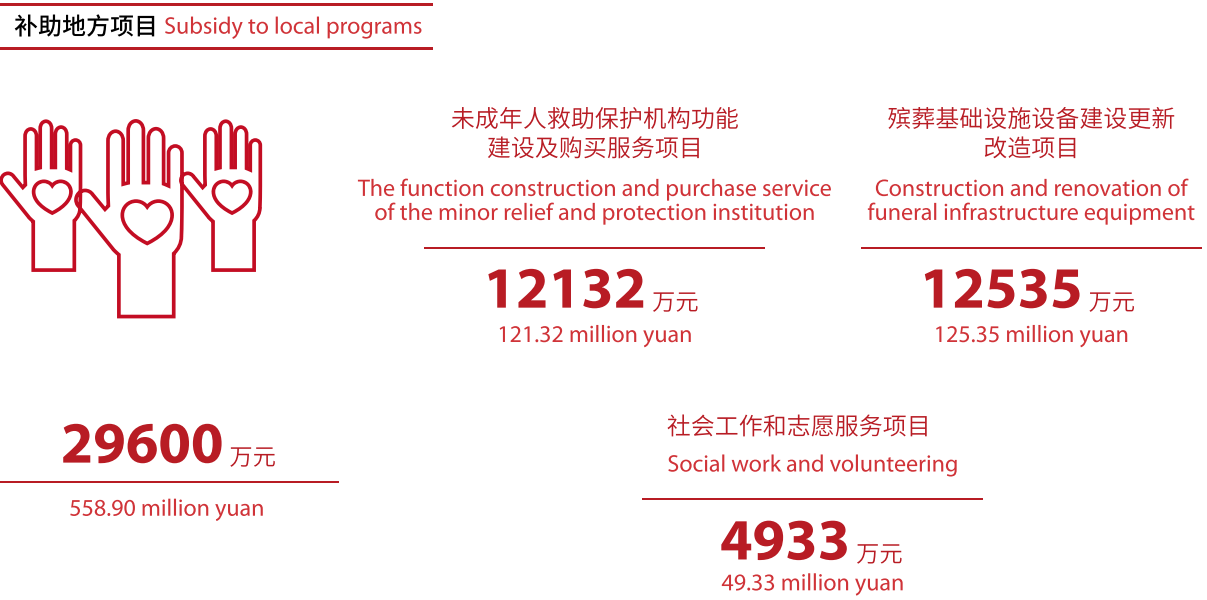 补助地方项目 Subsidy to local programs
未成年人救助保护机构功能
建设及购买服务项目
The function construction and purchase service
of the minor relief and protection institution
12132 万元
121.32 million yuan
殡葬基础设施设备建设更新
改造项目
Construction and renovation of
funeral infrastructure equipment
12535 万元
125.35 million yuan
29600 万元
558.90 million yuan
社会工作和志愿服务项目
Social work and volunteering
4933 万元
49.33 million yuan